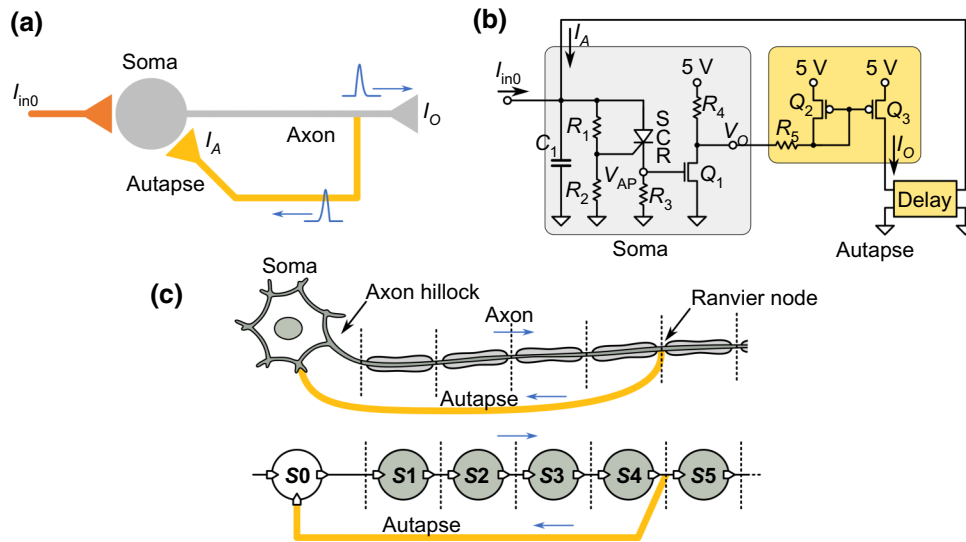 (a)
Soma
I_in0
I_A
Autapse
Axon
I_O
(b)
I_in0
I_A
C_1
R_1
R_2
SCR
V_AP
R_3
5 V
R_4
V_O
Q_1
Soma
5 V
5 V
Q_2
Q_3
R_5
I_O
Delay
Autapse
(c)
Soma
Axon hillock
Axon
Ranvier node
Autapse
S0
S1
S2
S3
S4
S5
Autapse